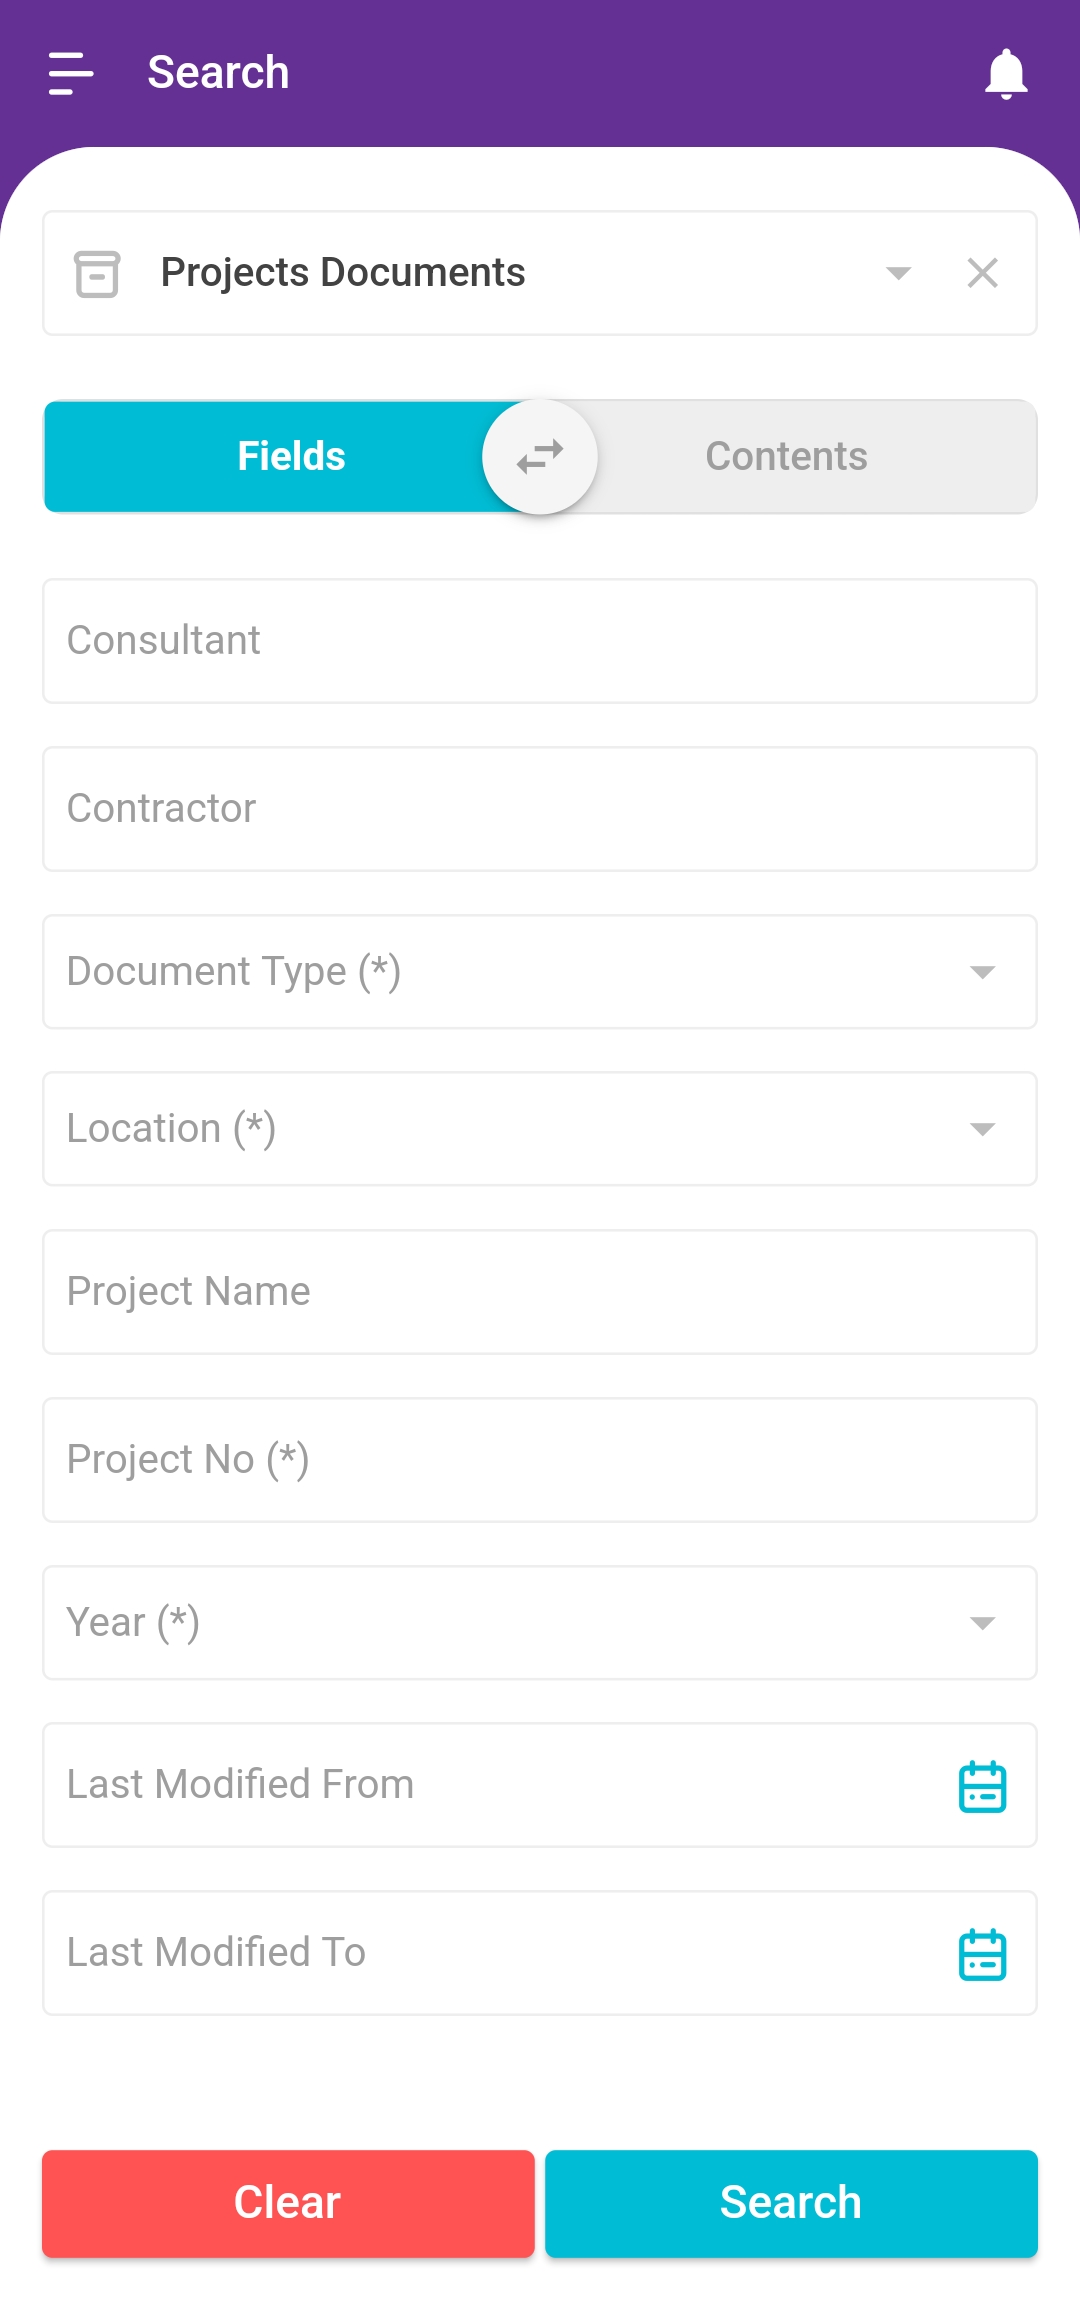 Search
Projects Documents
Fields
Contents
Consultant
Contractor
Document Type (*)
Location (*)
Project Name
Project No (*)
Year (*)
Last Modified From
Last Modified To
Clear
Search